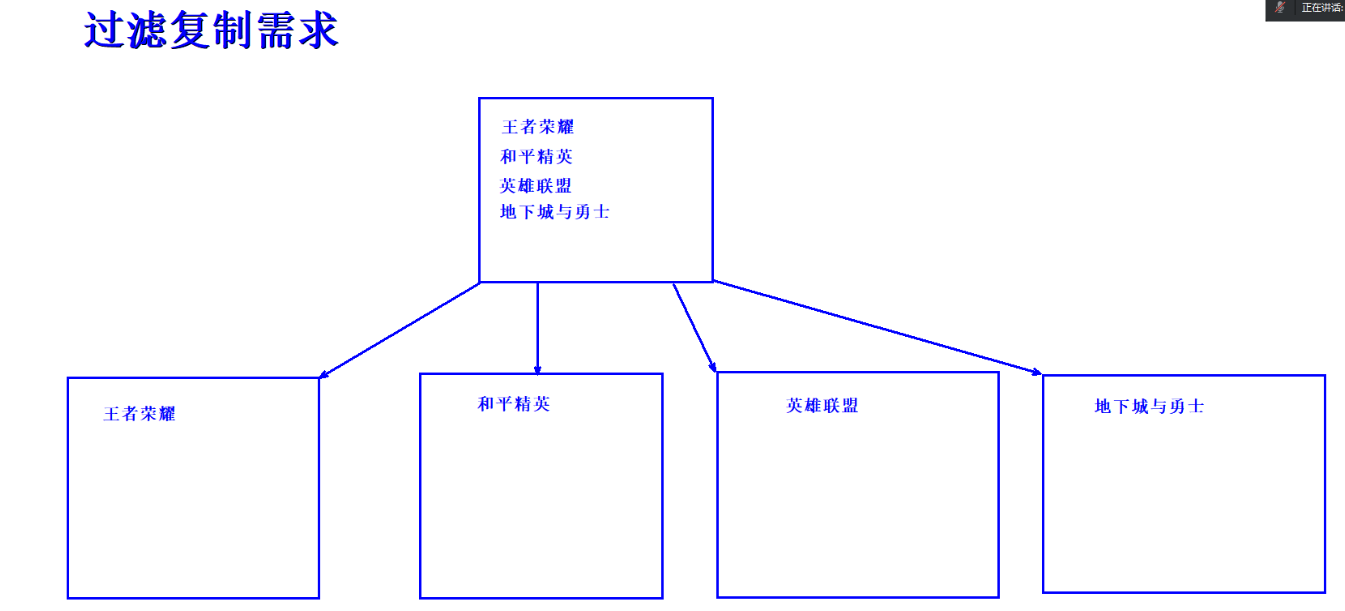 过滤复制需求
正在讲话:
王者荣耀
和平精英
英雄联盟
地下城与勇士
王者荣耀
和平精英
英雄联盟
地下城与勇士